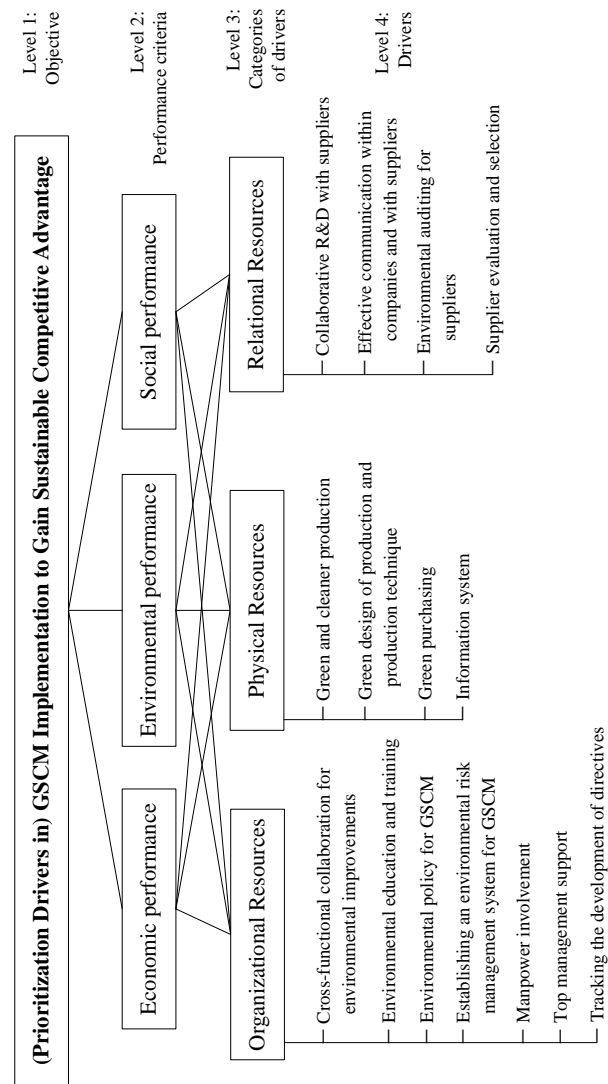 (Prioritization Drivers in) GSCM Implementation to Gain Sustainable Competitive Advantage
Level 1:
Objective
Economic performance
Environmental performance
Social performance
Level 2:
Performance criteria
Organizational Resources
Physical Resources
Relational Resources
Level 3:
Categories
of drivers
Level 4:
Drivers
Cross-functional collaboration for
environmental improvements
Environmental education and training
Environmental policy for GSCM
Establishing an environmental risk
management system for GSCM
Manpower involvement
Top management support
Tracking the development of directives
Green and cleaner production
Green design of production and
production technique
Green purchasing
Information system
Collaborative R&D with suppliers
Effective communication within
companies and with suppliers
Environmental auditing for
suppliers
Supplier evaluation and selection